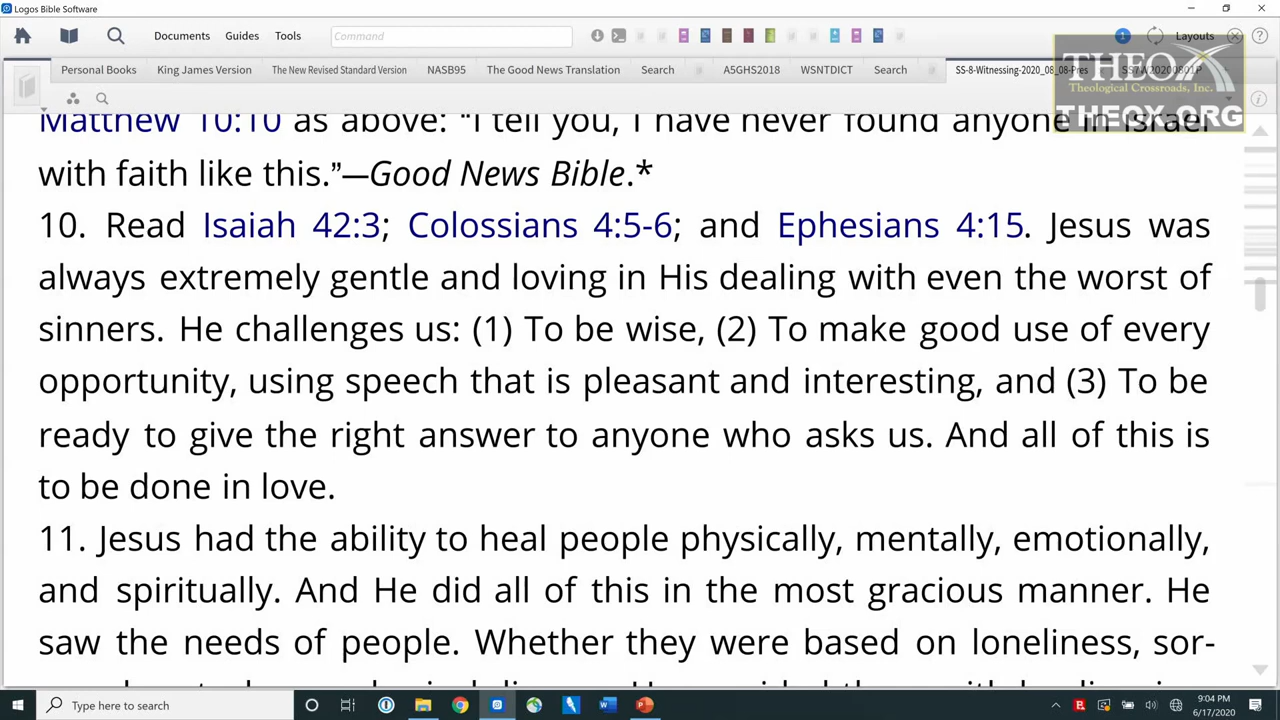 Logos Bible Software
Documents Guides Tools Command 1 Layouts
Personal Books King James Version The New Revised Stan NASB95 The Good News Translation Search A5GHS2018 WSNTDICT Search SS-8-Witnessing-2020_08_08-Pres
THEOX
Theological Crossroads, Inc.
THEOX.ORG
Matthew 10:10 as above: “I tell you, I have never found anyone in Israel
with faith like this.”—Good News Bible.*
10. Read Isaiah 42:3; Colossians 4:5-6; and Ephesians 4:15. Jesus was
always extremely gentle and loving in His dealing with even the worst of
sinners. He challenges us: (1) To be wise, (2) To make good use of every
opportunity, using speech that is pleasant and interesting, and (3) To be
ready to give the right answer to anyone who asks us. And all of this is
to be done in love.
11. Jesus had the ability to heal people physically, mentally, emotionally,
and spiritually. And He did all of this in the most gracious manner. He
saw the needs of people. Whether they were based on loneliness, sor-
Type here to search
9:04 PM
6/17/2020